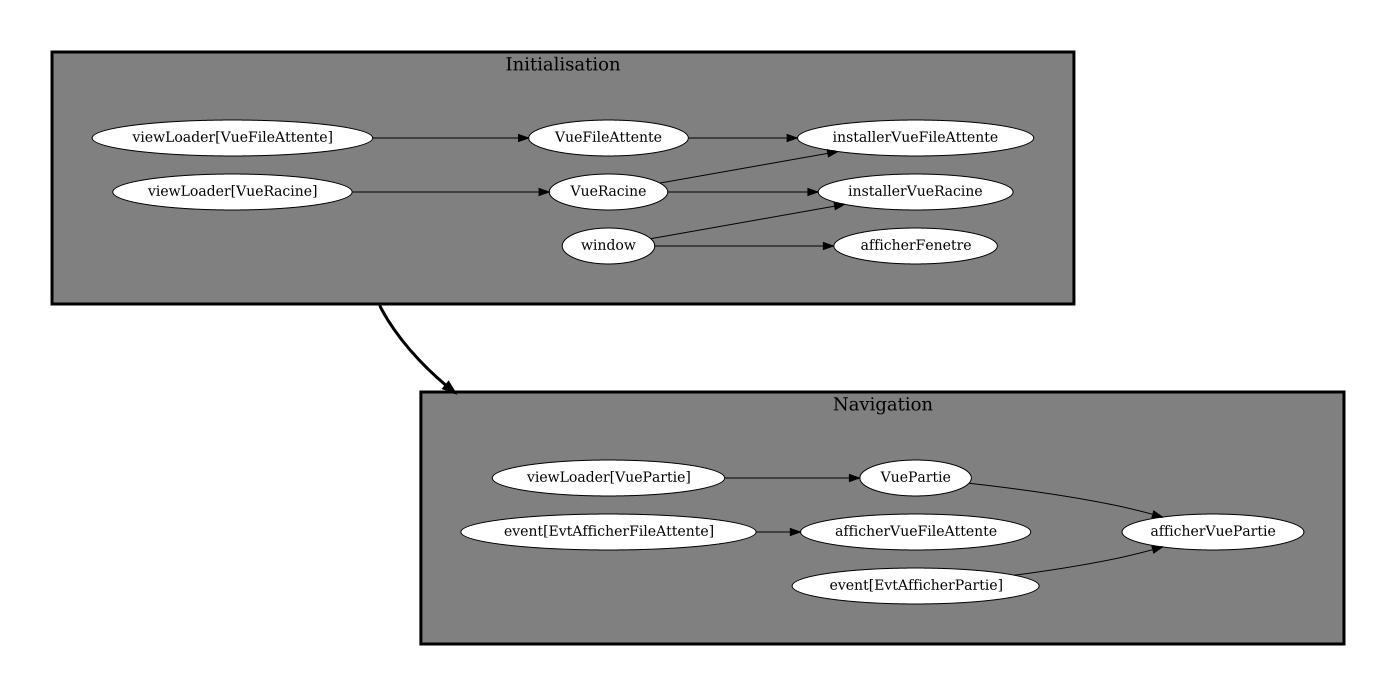 Initialisation
viewLoader[VueFileAttente]
VueFileAttente
installerVueFileAttente
viewLoader[VueRacine]
VueRacine
installerVueRacine
window
afficherFenetre
Navigation
viewLoader[VuePartie]
VuePartie
event[EvtAfficherFileAttente]
afficherVueFileAttente
afficherVuePartie
event[EvtAfficherPartie]